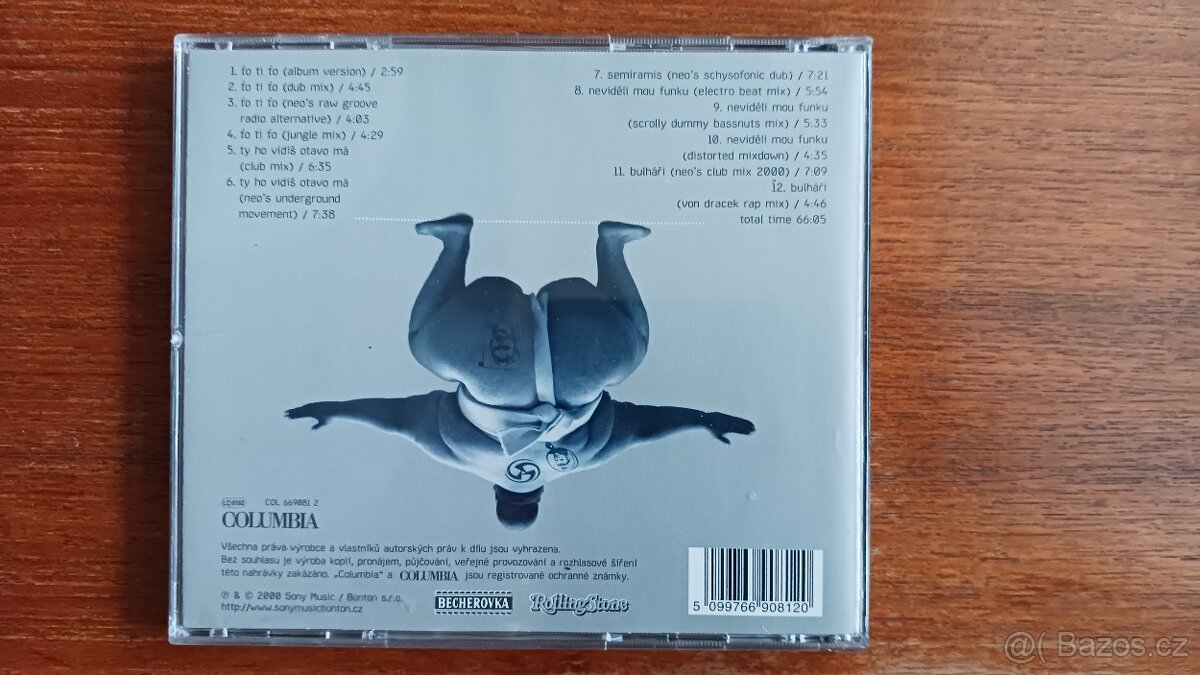 1. ťo ti ťo (album version) / 2:59
2. ťo ti ťo (dub mix) / 4:45
3. ťo ti ťo (neo's raw groove
radio alternative) / 4:03
4. ťo ti ťo (jungle mix) / 4:29
5. ty ho vidíš otavo má
(club mix) / 6:35
6. ty ho vidíš otavo má
(neo's underground
movement) / 7:38
7. semiramis (neo's schysofonic dub) / 7:21
8. neviděli mou funku (electro beat mix) / 5:54
9. neviděli mou funku
(scrolly dummy bassnuts mix) / 5:33
10. neviděli mou funku
(distorted mixdown) / 4:35
11. bulhaři (neo's club mix 2000) / 7:09
12. bulhaři
(von dracek rap mix) / 4:46
total time 66:05
LC 0162 COL 669081 2
COLUMBIA
Všechna práva výrobce a vlastníků autorských práv k dílu jsou vyhrazena.
Bez souhlasu je výroba kopií, pronájem, půjčování, veřejné provozování a rozhlasové šíření
této nahrávky zakázáno. „Columbia" a COLUMBIA jsou registrované ochranné známky.
℗ & © 2000 Sony Music / Bonton s.r.o.
http://www.sonymusicbonton.cz
BECHEROVKA
RollingStone
5 099766 908120
@( Bazos.cz